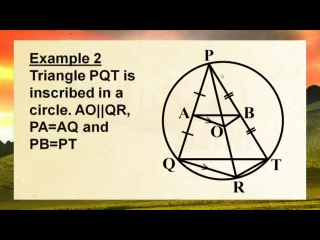 Example 2
Triangle PQT is
inscribed in a
circle. AO||QR,
PA=AQ and
PB=PT
P
A
B
O
Q
T
R